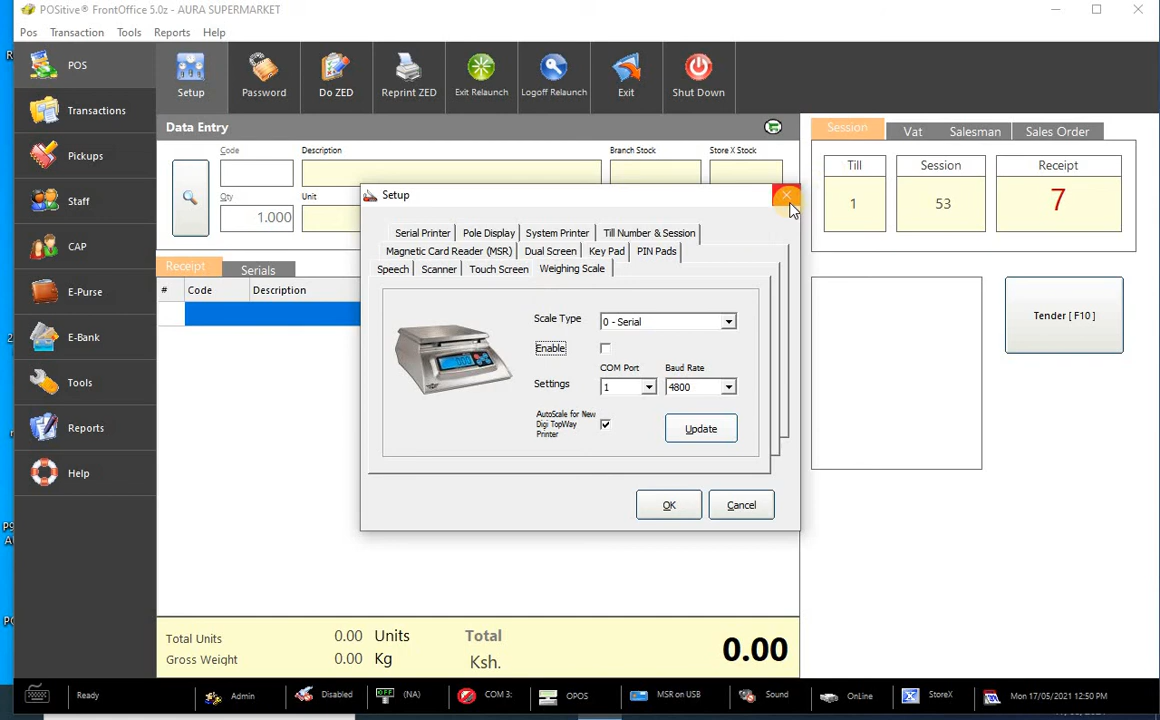 POSitive® FrontOffice 5.0z - AURA SUPERMARKET
Pos Transaction Tools Reports Help
POS
Transactions
Pickups
Staff
CAP
E-Purse
E-Bank
Tools
Reports
Help
Setup Password Do ZED Reprint ZED Exit Relaunch Logoff Relaunch Exit Shut Down
Data Entry
Code Description Branch Stock Store X Stock
Qty Unit
1.000
Receipt Serials
# Code Description
Session Vat Salesman Sales Order
Till Session Receipt
1 53 7
Tender [ F10 ]
Setup
Serial Printer Pole Display System Printer Till Number & Session
Magnetic Card Reader (MSR) Dual Screen Key Pad PIN Pads
Speech Scanner Touch Screen Weighing Scale
Scale Type 0 - Serial
Enable
COM Port Baud Rate
Settings 1 4800
AutoScale for New
Digi TopWay
Printer
Update
OK Cancel
Total Units 0.00 Units Total 0.00
Gross Weight 0.00 Kg Ksh.
Ready Admin Disabled OFF (NA) COM 3: OPOS MSR on USB Sound OnLine StoreX Mon 17/05/2021 12:50 PM